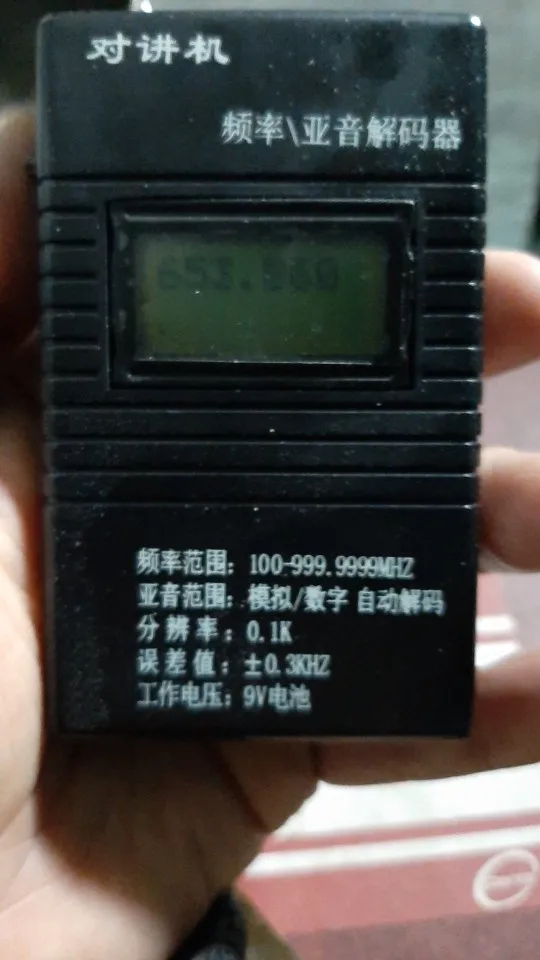 对讲机
频率\亚音解码器
频率范围: 100-999.9999MHZ
亚音范围: 模拟/数字 自动解码
分辨率: 0.1K
误差值: ±0.3KHZ
工作电压: 9V电池